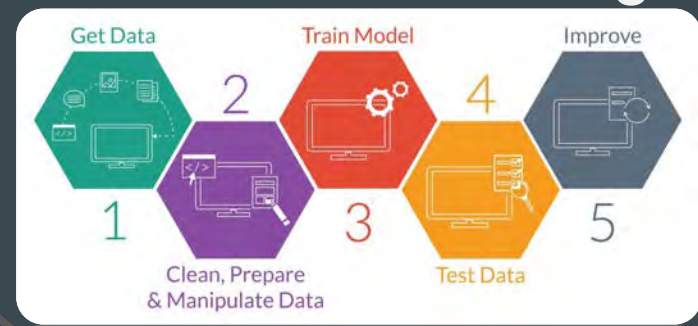 Get Data
1
</>
2
Clean, Prepare
& Manipulate Data
</>
Train Model
3
4
Test Data
Improve
5